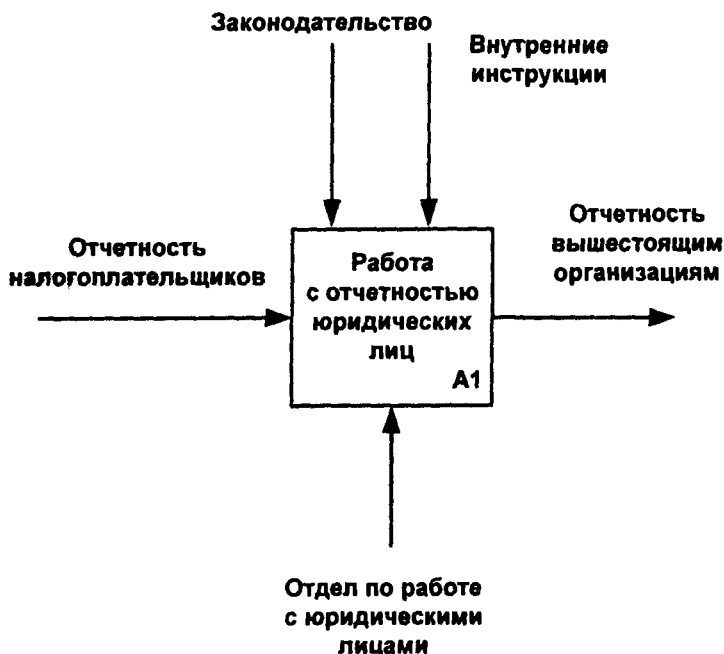 Законодательство
Внутренние
инструкции
Отчетность
налогоплательщиков
Работа
с отчетностью
юридических
лиц
А1
Отчетность
вышестоящим
организациям
Отдел по работе
с юридическими
лицами